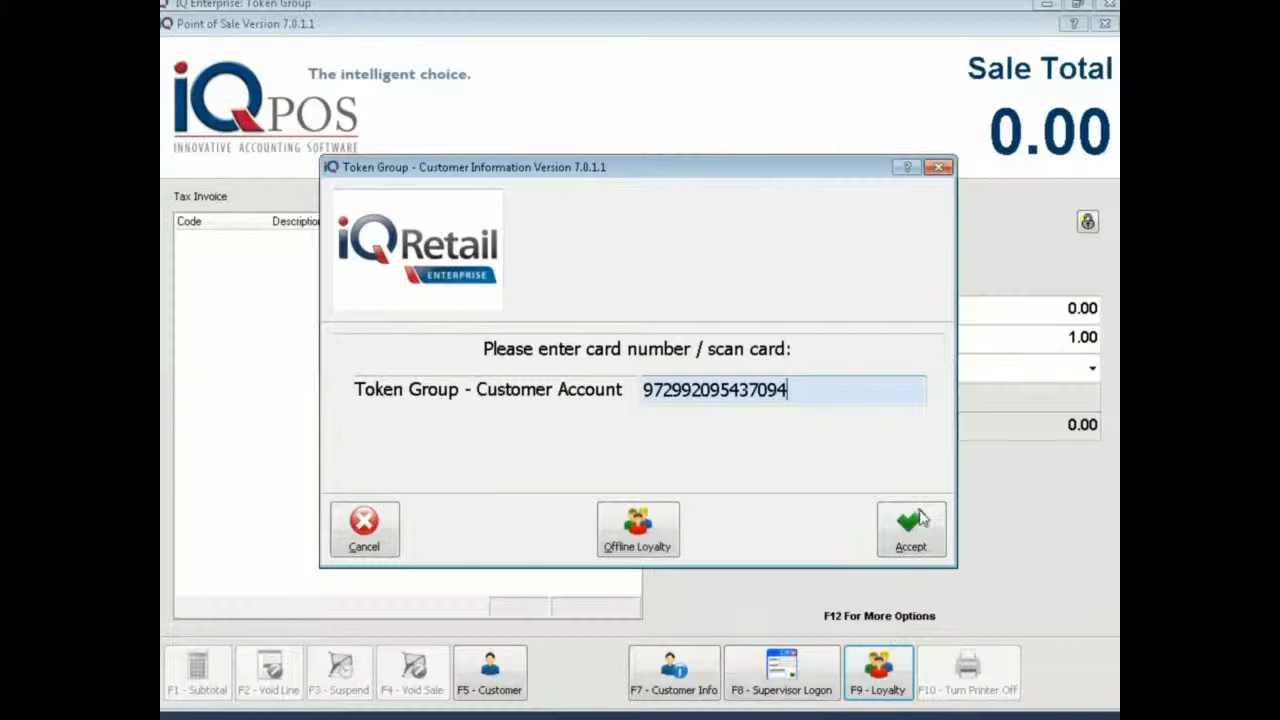 iQ Enterprise: Token Group
Point of Sale Version 7.0.1.1
iQ POS
The intelligent choice.
INNOVATIVE ACCOUNTING SOFTWARE
Sale Total
0.00
Token Group - Customer Information Version 7.0.1.1
Tax Invoice
Code Description
iQ Retail
ENTERPRISE
0.00
1.00
Please enter card number / scan card:
Token Group - Customer Account 972992095437094
0.00
Cancel
Offline Loyalty
Accept
F12 For More Options
F1 - Subtotal
F2 - Void Line
F3 - Suspend
F4 - Void Sale
F5 - Customer
F7 - Customer Info
F8 - Supervisor Logon
F9 - Loyalty
F10 - Turn Printer Off